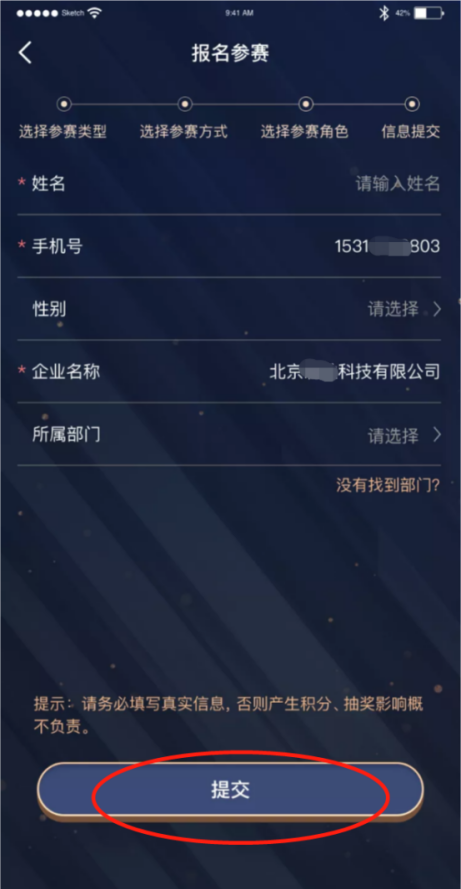 Sketch 9:41 AM 42%
报名参赛
选择参赛类型 选择参赛方式 选择参赛角色 信息提交
* 姓名 请输入姓名
* 手机号 1531 803
性别 请选择
* 企业名称 北京 科技有限公司
所属部门 请选择
没有找到部门?
提示：请务必填写真实信息，否则产生积分、抽奖影响概
不负责。
提交